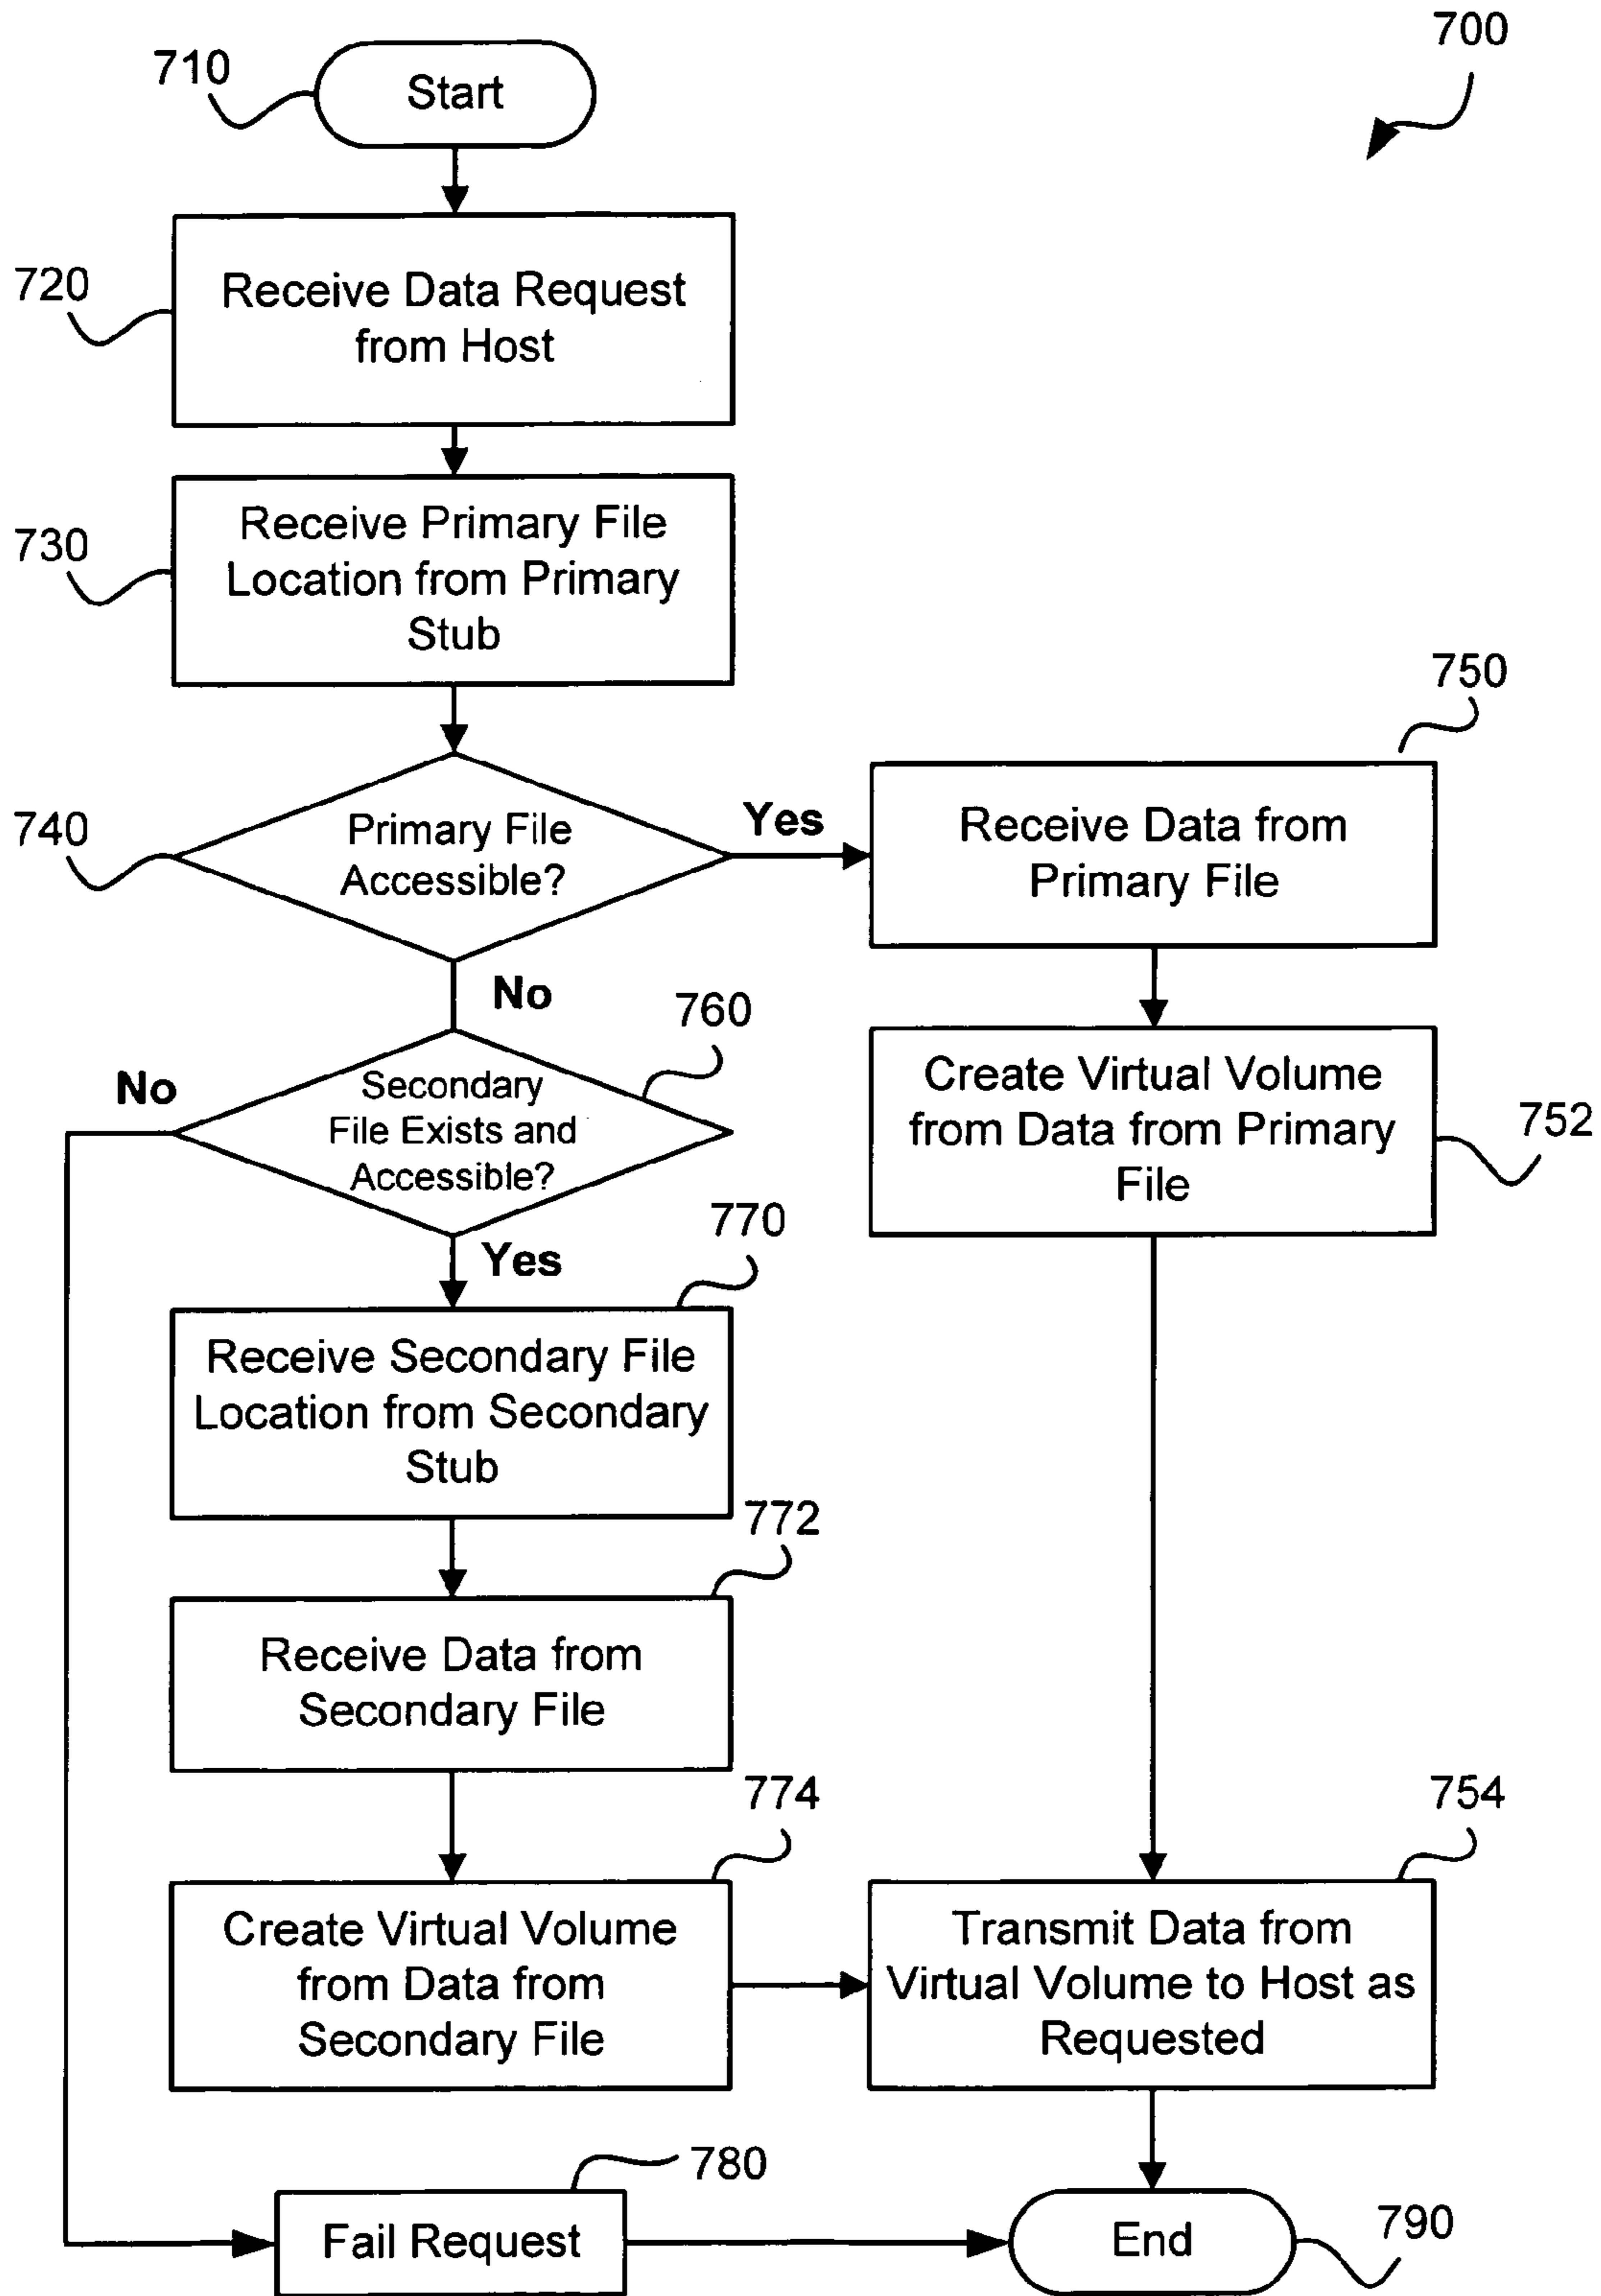 700
710
Start
720
Receive Data Request
from Host
730
Receive Primary File
Location from Primary
Stub
740
Primary File
Accessible?
Yes
750
Receive Data from
Primary File
No
760
Secondary
File Exists and
Accessible?
No
Create Virtual Volume
from Data from Primary
File
752
Yes
770
Receive Secondary File
Location from Secondary
Stub
772
Receive Data from
Secondary File
774
Create Virtual Volume
from Data from
Secondary File
754
Transmit Data from
Virtual Volume to Host as
Requested
780
Fail Request
End
790